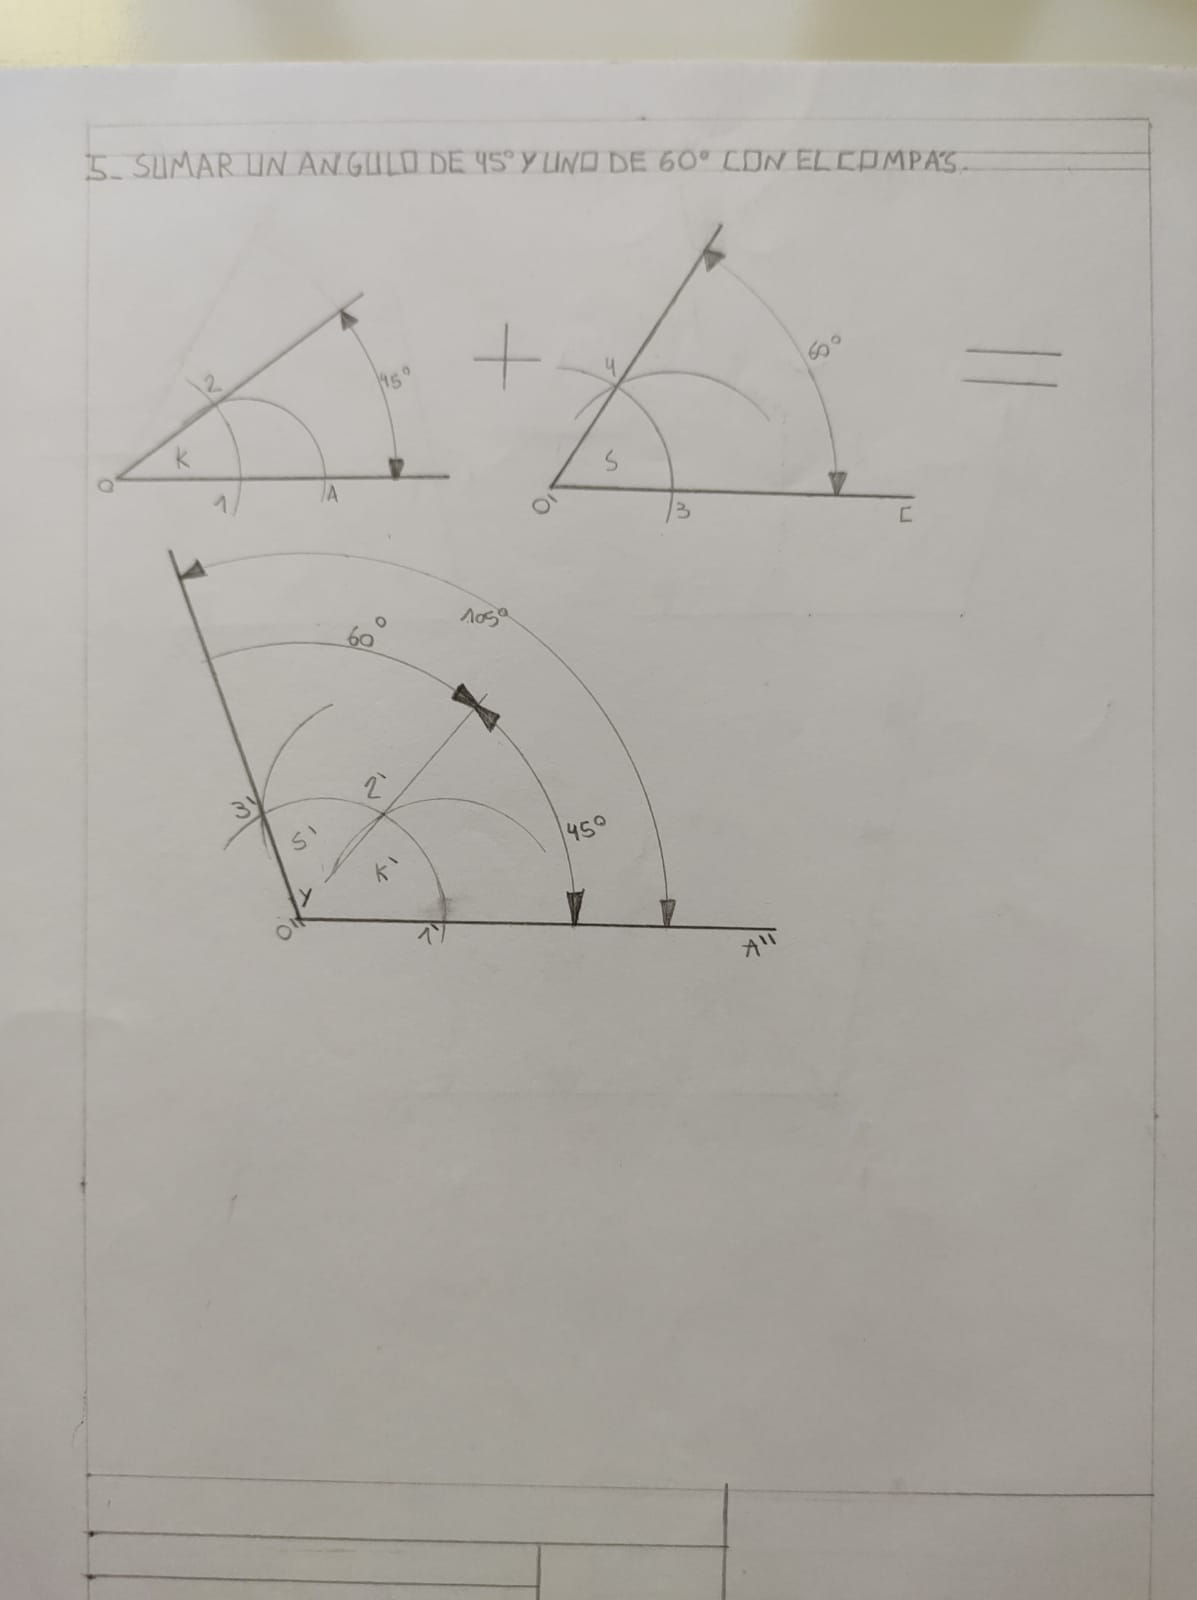 5_ SUMAR UN ANGULO DE 45° Y UNO DE 60° CON EL COMPÁS.
60°
4
45°
2
K
S
O
1
A
O'
3
C
105°
60°
2'
3'
45°
S'
K'
Y
O"
1'
A"